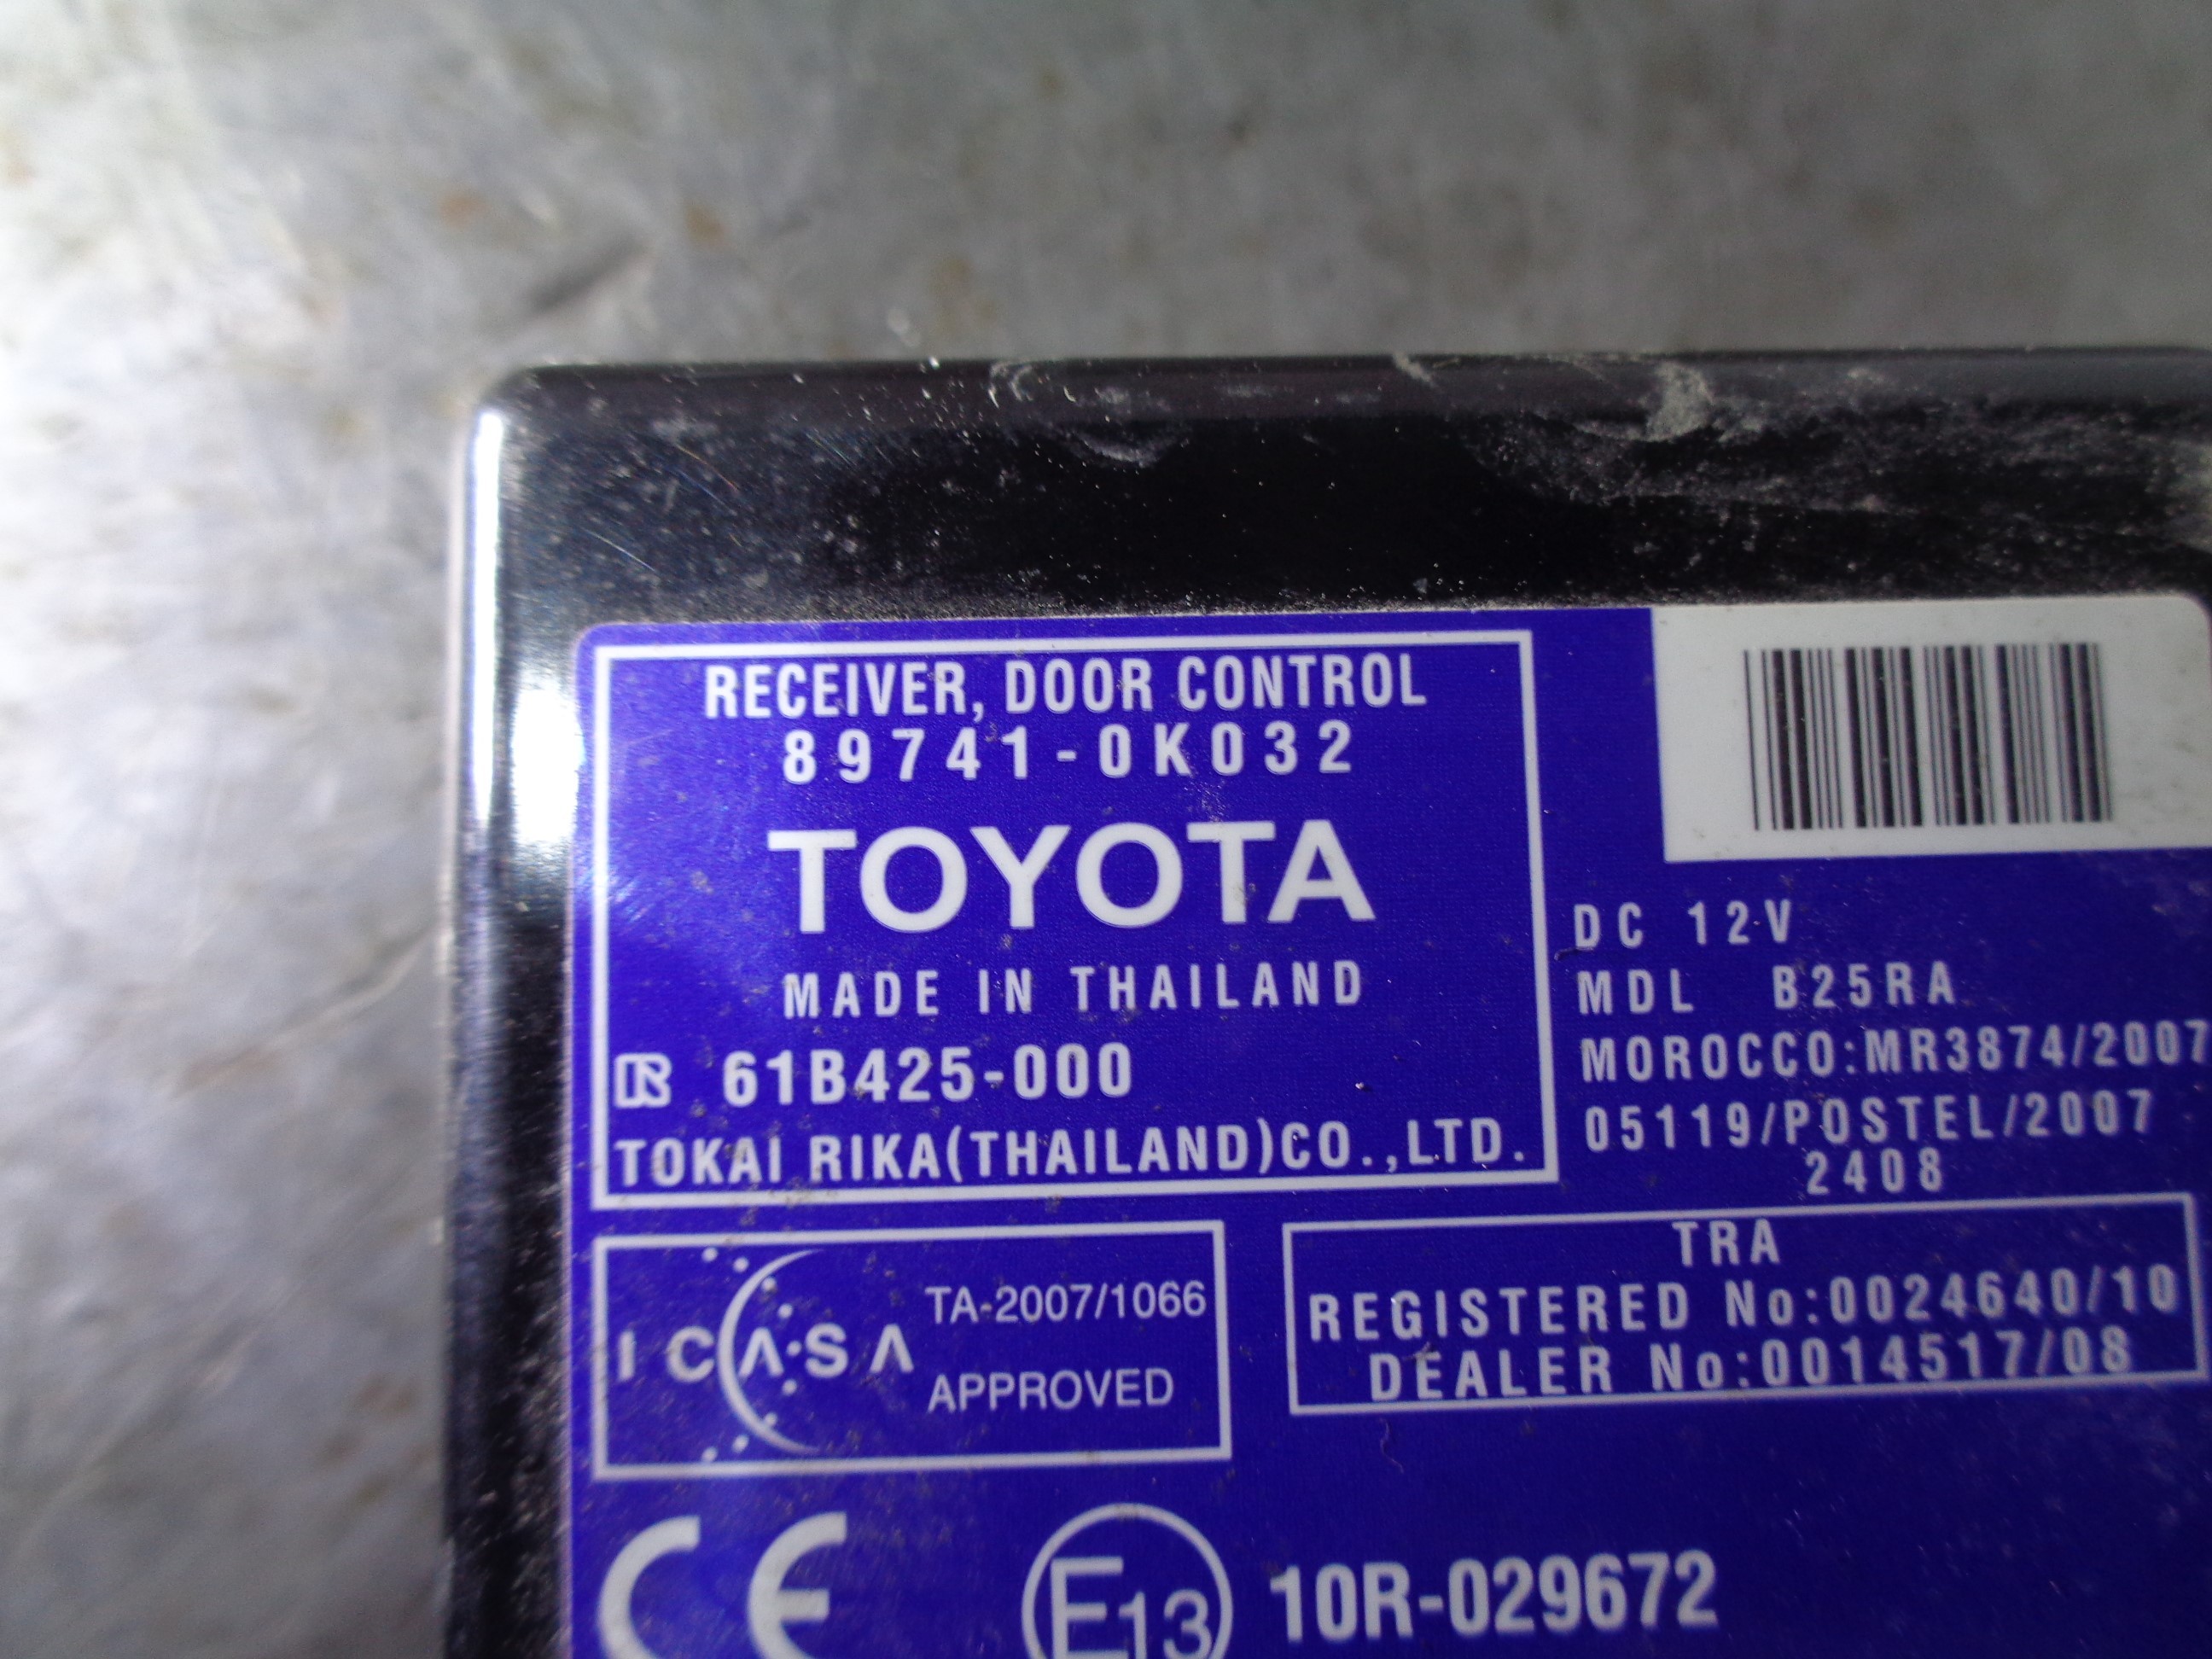 RECEIVER, DOOR CONTROL
89741-0K032
TOYOTA
MADE IN THAILAND
61B425-000
TOKAI RIKA(THAILAND)CO.,LTD.
DC 12V
MDL B25RA
MOROCCO:MR3874/2007
05119/POSTEL/2007
2408
ICASA
TA-2007/1066
APPROVED
TRA
REGISTERED No:0024640/10
DEALER No:0014517/08
CE
E13
10R-029672